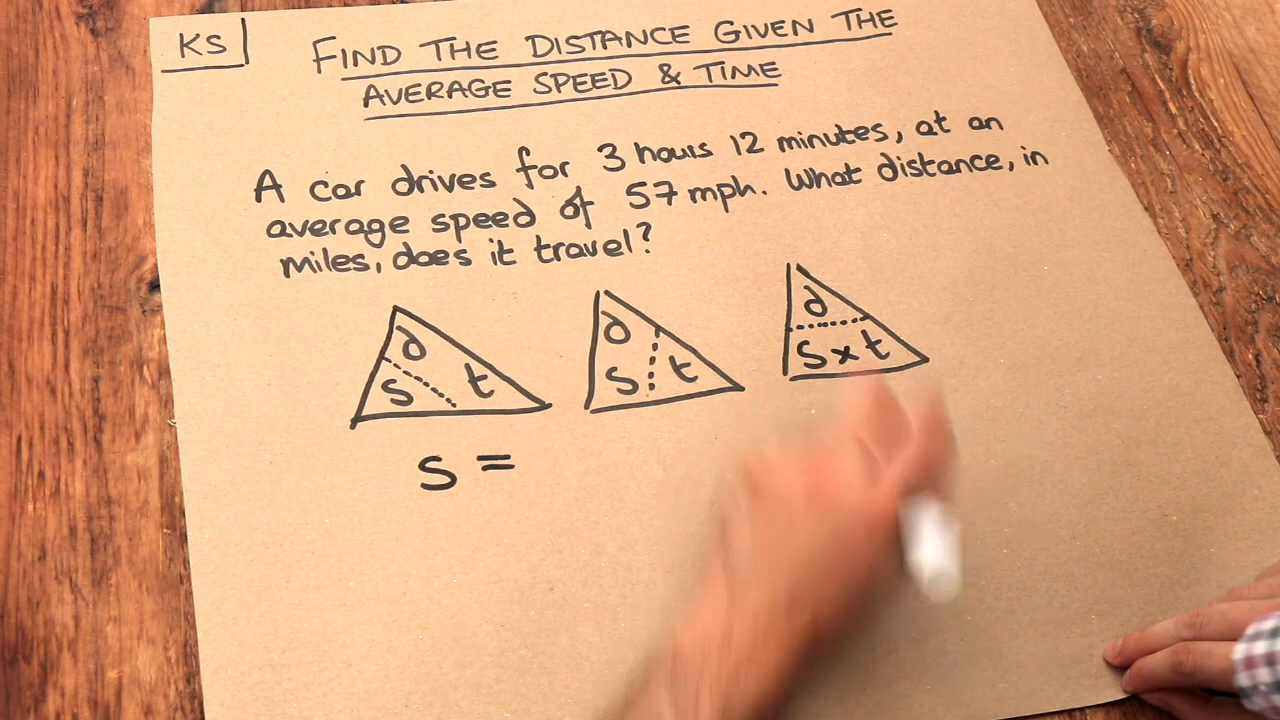 KS
FIND THE DISTANCE GIVEN THE
AVERAGE SPEED & TIME
A car drives for 3 hours 12 minutes, at an
average speed of 57 mph. What distance, in
miles, does it travel?
d
s t
d
s t
d
s x t
s =